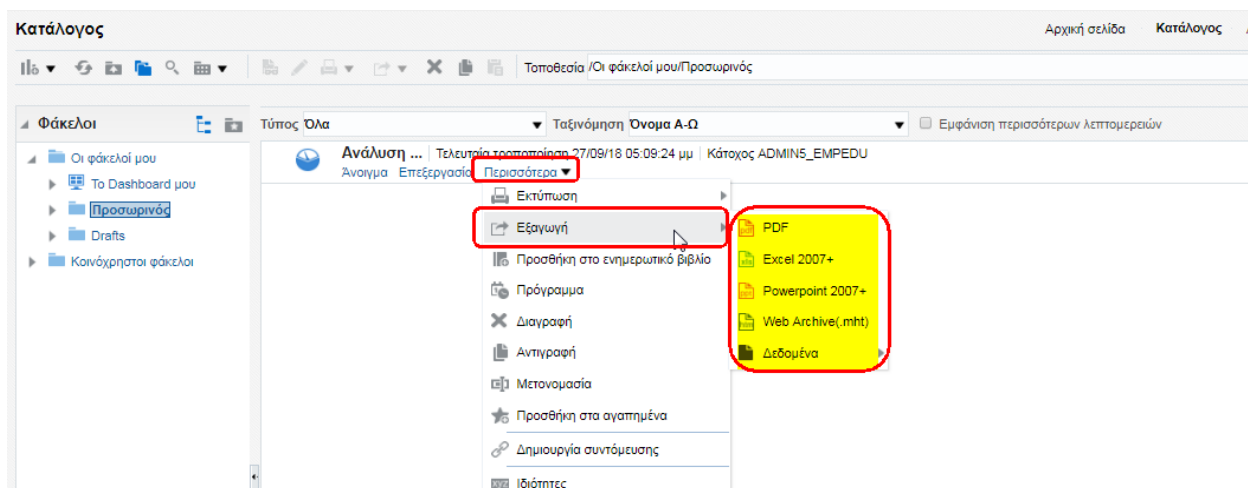 Κατάλογος
Αρχική σελίδα Κατάλογος
Τοποθεσία /Οι φάκελοί μου/Προσωρινός
Φάκελοι
Τύπος Όλα Ταξινόμηση Όνομα Α-Ω Εμφάνιση περισσότερων λεπτομερειών
Οι φάκελοί μου
Το Dashboard μου
Προσωρινός
Drafts
Κοινόχρηστοι φάκελοι
Ανάλυση ... Τελευταία τροποποίηση 27/09/18 05:09:24 μμ Κάτοχος ADMIN5_EMPEDU
Άνοιγμα Επεξεργασία Περισσότερα
Εκτύπωση
Εξαγωγή
Προσθήκη στο ενημερωτικό βιβλίο
Πρόγραμμα
Διαγραφή
Αντιγραφή
Μετονομασία
Προσθήκη στα αγαπημένα
Δημιουργία συντόμευσης
Ιδιότητες
PDF
Excel 2007+
Powerpoint 2007+
Web Archive(.mht)
Δεδομένα